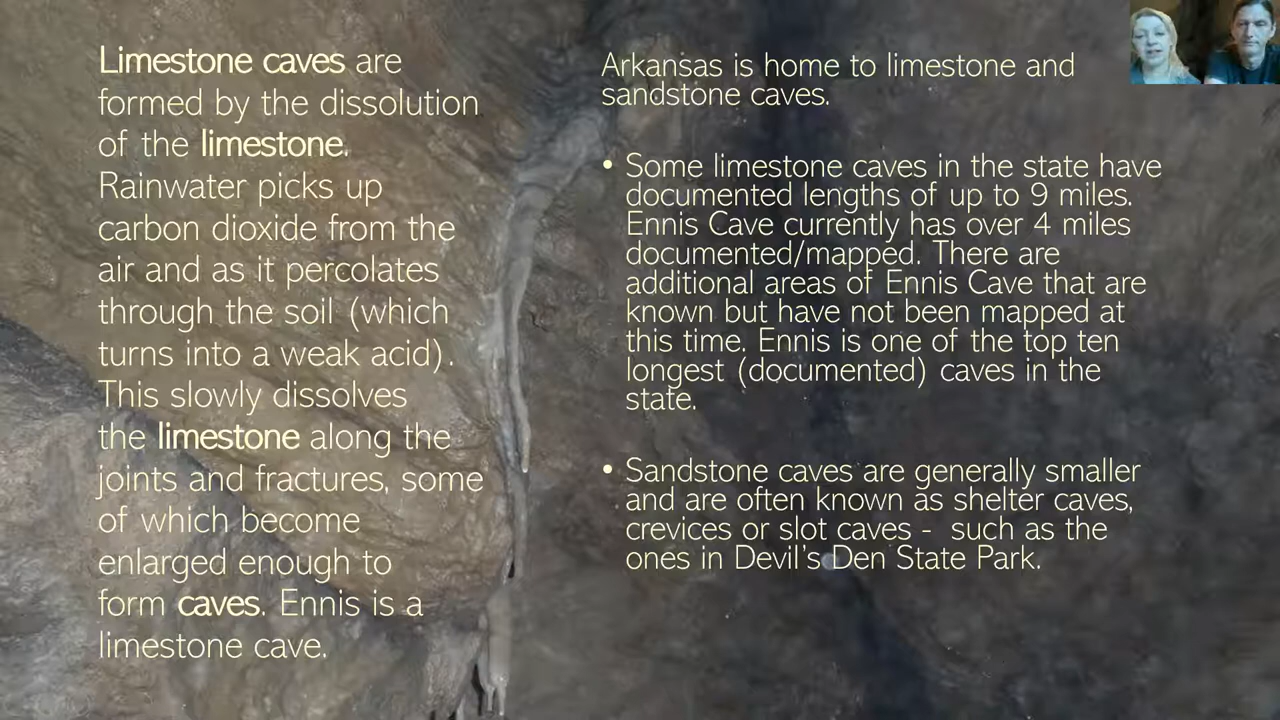 Limestone caves are
formed by the dissolution
of the limestone.
Rainwater picks up
carbon dioxide from the
air and as it percolates
through the soil (which
turns into a weak acid).
This slowly dissolves
the limestone along the
joints and fractures, some
of which become
enlarged enough to
form caves. Ennis is a
limestone cave.
Arkansas is home to limestone and
sandstone caves.
• Some limestone caves in the state have
documented lengths of up to 9 miles.
Ennis Cave currently has over 4 miles
documented/mapped. There are
additional areas of Ennis Cave that are
known but have not been mapped at
this time. Ennis is one of the top ten
longest (documented) caves in the
state.
• Sandstone caves are generally smaller
and are often known as shelter caves,
crevices or slot caves - such as the
ones in Devil's Den State Park.